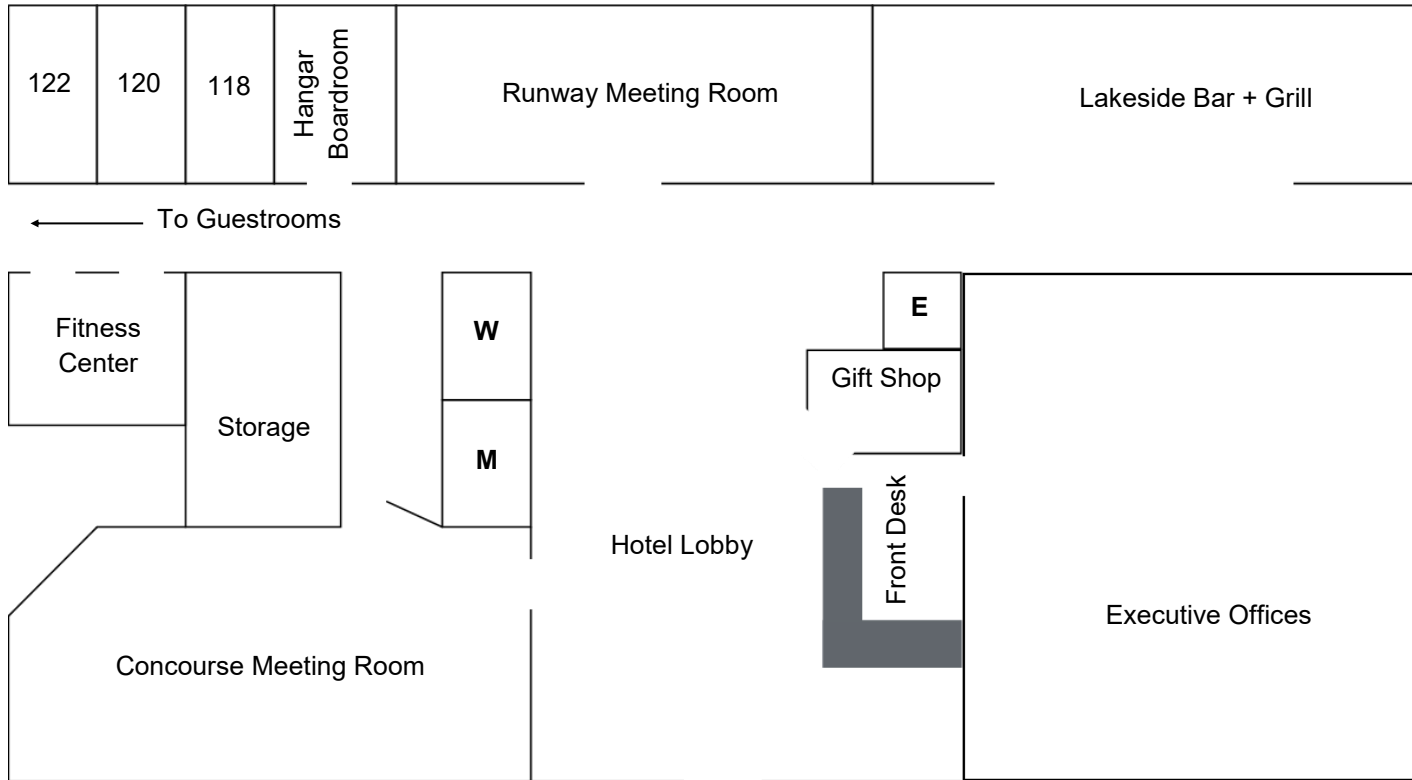 122
120
118
Hangar
Boardroom
Runway Meeting Room
Lakeside Bar + Grill
To Guestrooms
Fitness
Center
Storage
W
M
E
Gift Shop
Front Desk
Hotel Lobby
Executive Offices
Concourse Meeting Room